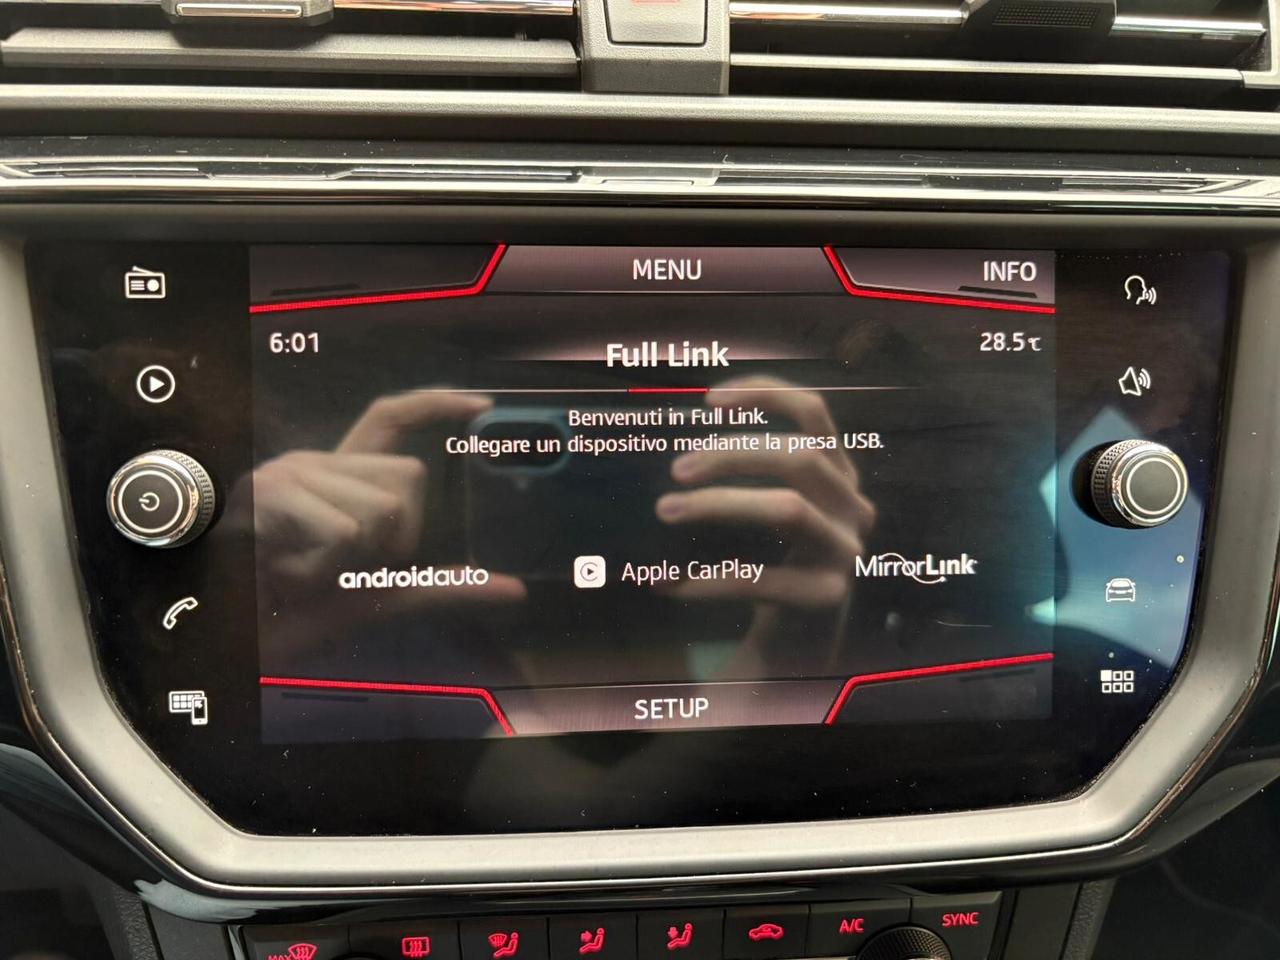 MENU
INFO
6:01
28.5℃
Full Link
Benvenuti in Full Link.
Collegare un dispositivo mediante la presa USB.
androidauto
Apple CarPlay
MirrorLink
SETUP
MAX
A/C
SYNC